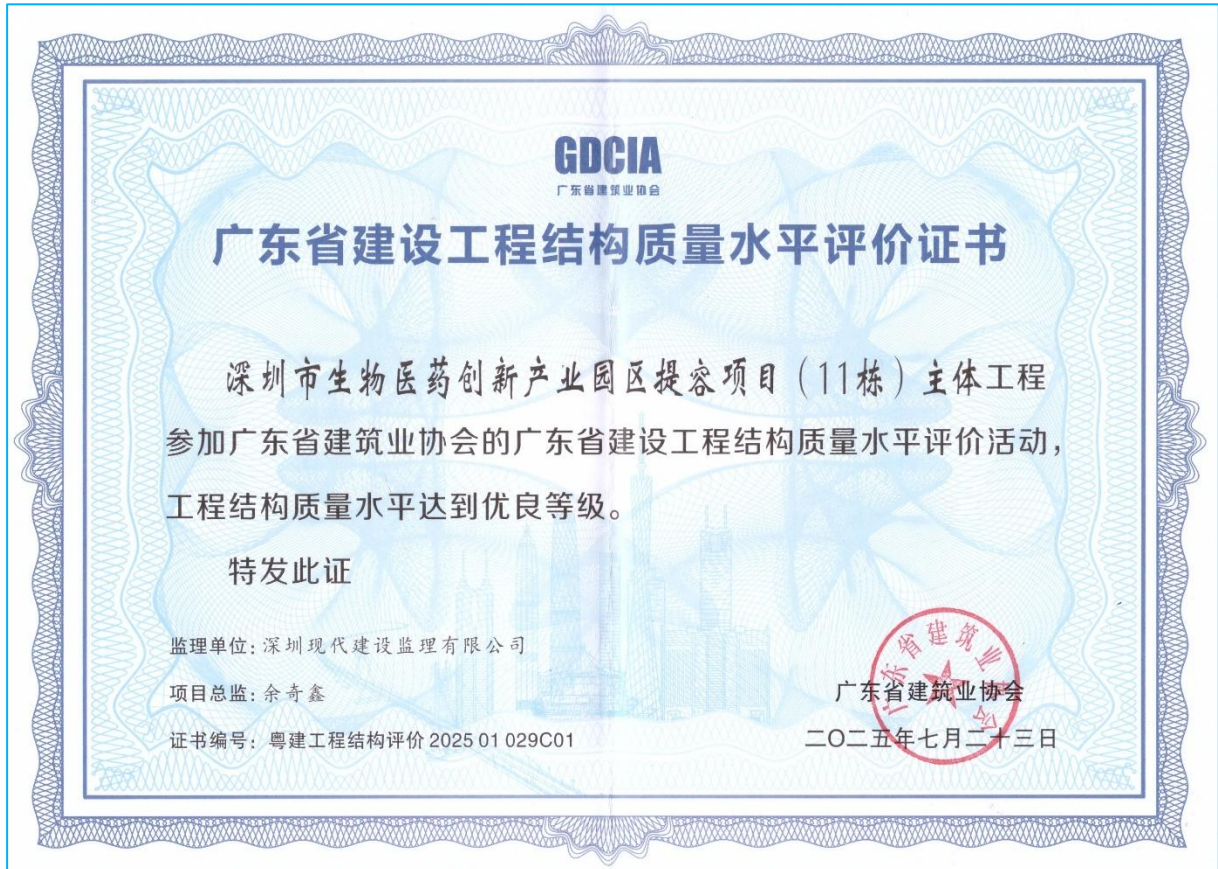 GDCIA
广东省建筑业协会
广东省建设工程结构质量水平评价证书
深圳市生物医药创新产业园区提容项目（11栋）主体工程
参加广东省建筑业协会的广东省建设工程结构质量水平评价活动，
工程结构质量水平达到优良等级。
特发此证
监理单位：深圳现代建设监理有限公司
项目总监：余奇鑫
证书编号：粤建工程结构评价 2025 01 029C01
广东省建筑业协会
二〇二五年七月二十三日
广东省建筑业协会